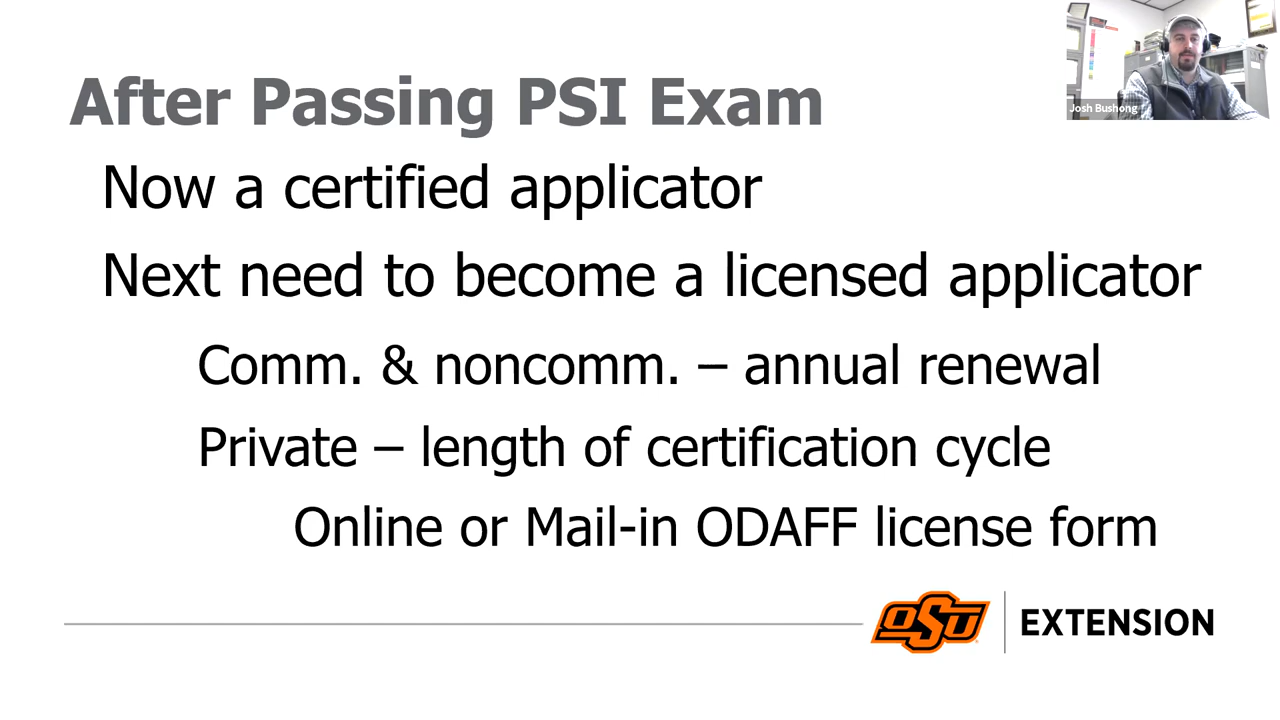 After Passing PSI Exam
Josh Bushong
Now a certified applicator
Next need to become a licensed applicator
Comm. & noncomm. – annual renewal
Private – length of certification cycle
Online or Mail-in ODAFF license form
OSU EXTENSION